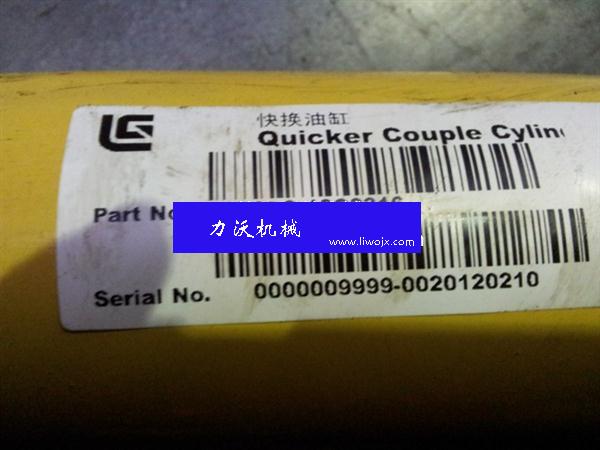 LG
快换油缸
Quicker Couple
Part No.
力沃机械
www.liwojx.com
Serial No.
0000009999-0020120210